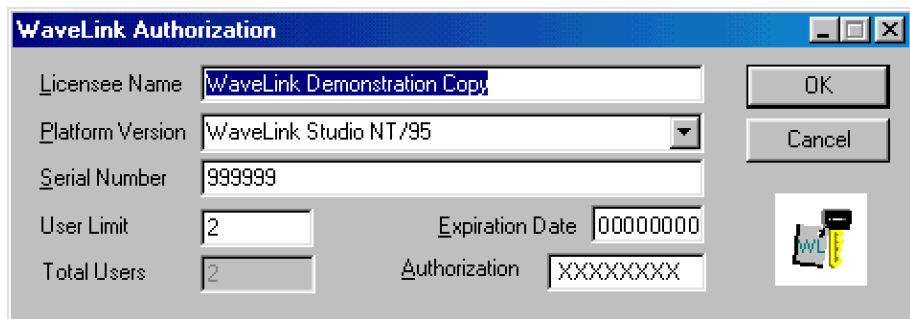 WaveLink Authorization
Licensee Name WaveLink Demonstration Copy OK
Platform Version WaveLink Studio NT/95 Cancel
Serial Number 999999
User Limit 2 Expiration Date 00000000
WL
Total Users 2 Authorization XXXXXXXX